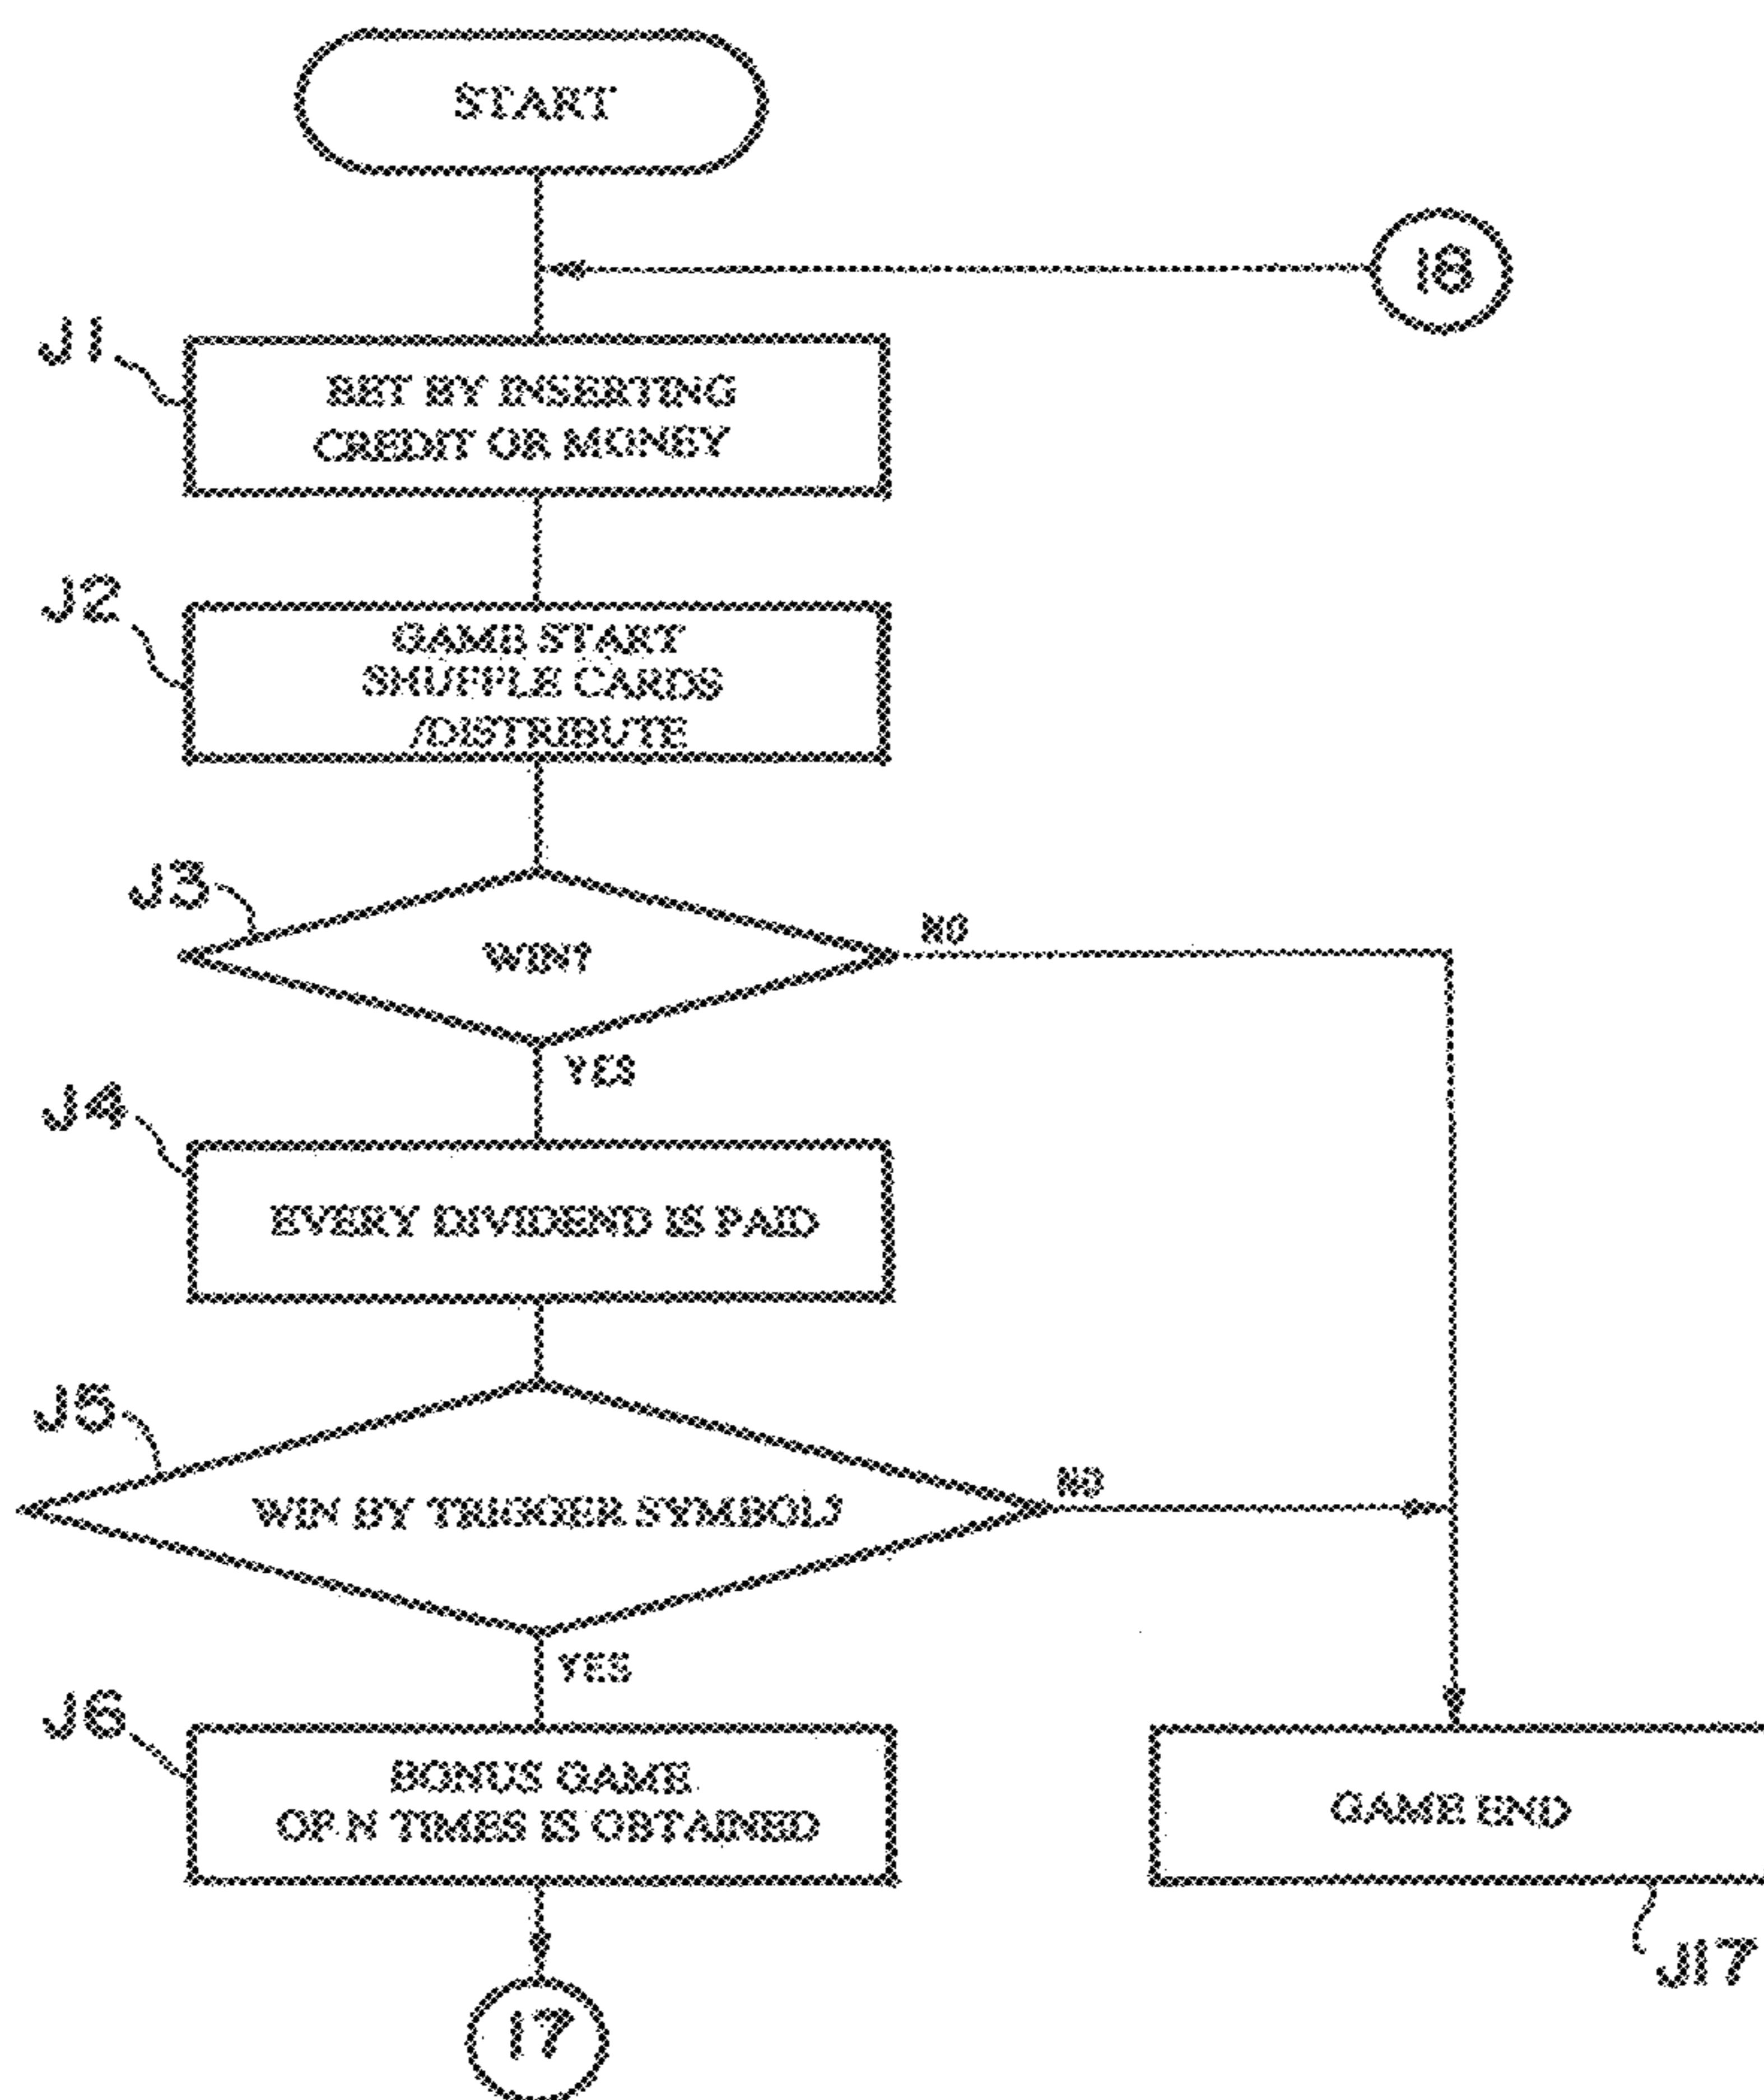 START
18
J1
BET BY INSERTING
CREDIT OR MONEY
J2
GAME START
SHUFFLE CARDS
/DISTRIBUTE
J3
WIN?
NO
YES
J4
EVERY DIVIDEND IS PAID
J5
WIN BY TRIGGER SYMBOL?
NO
YES
J6
BONUS GAME
OF N TIMES IS OBTAINED
GAME END
J17
17